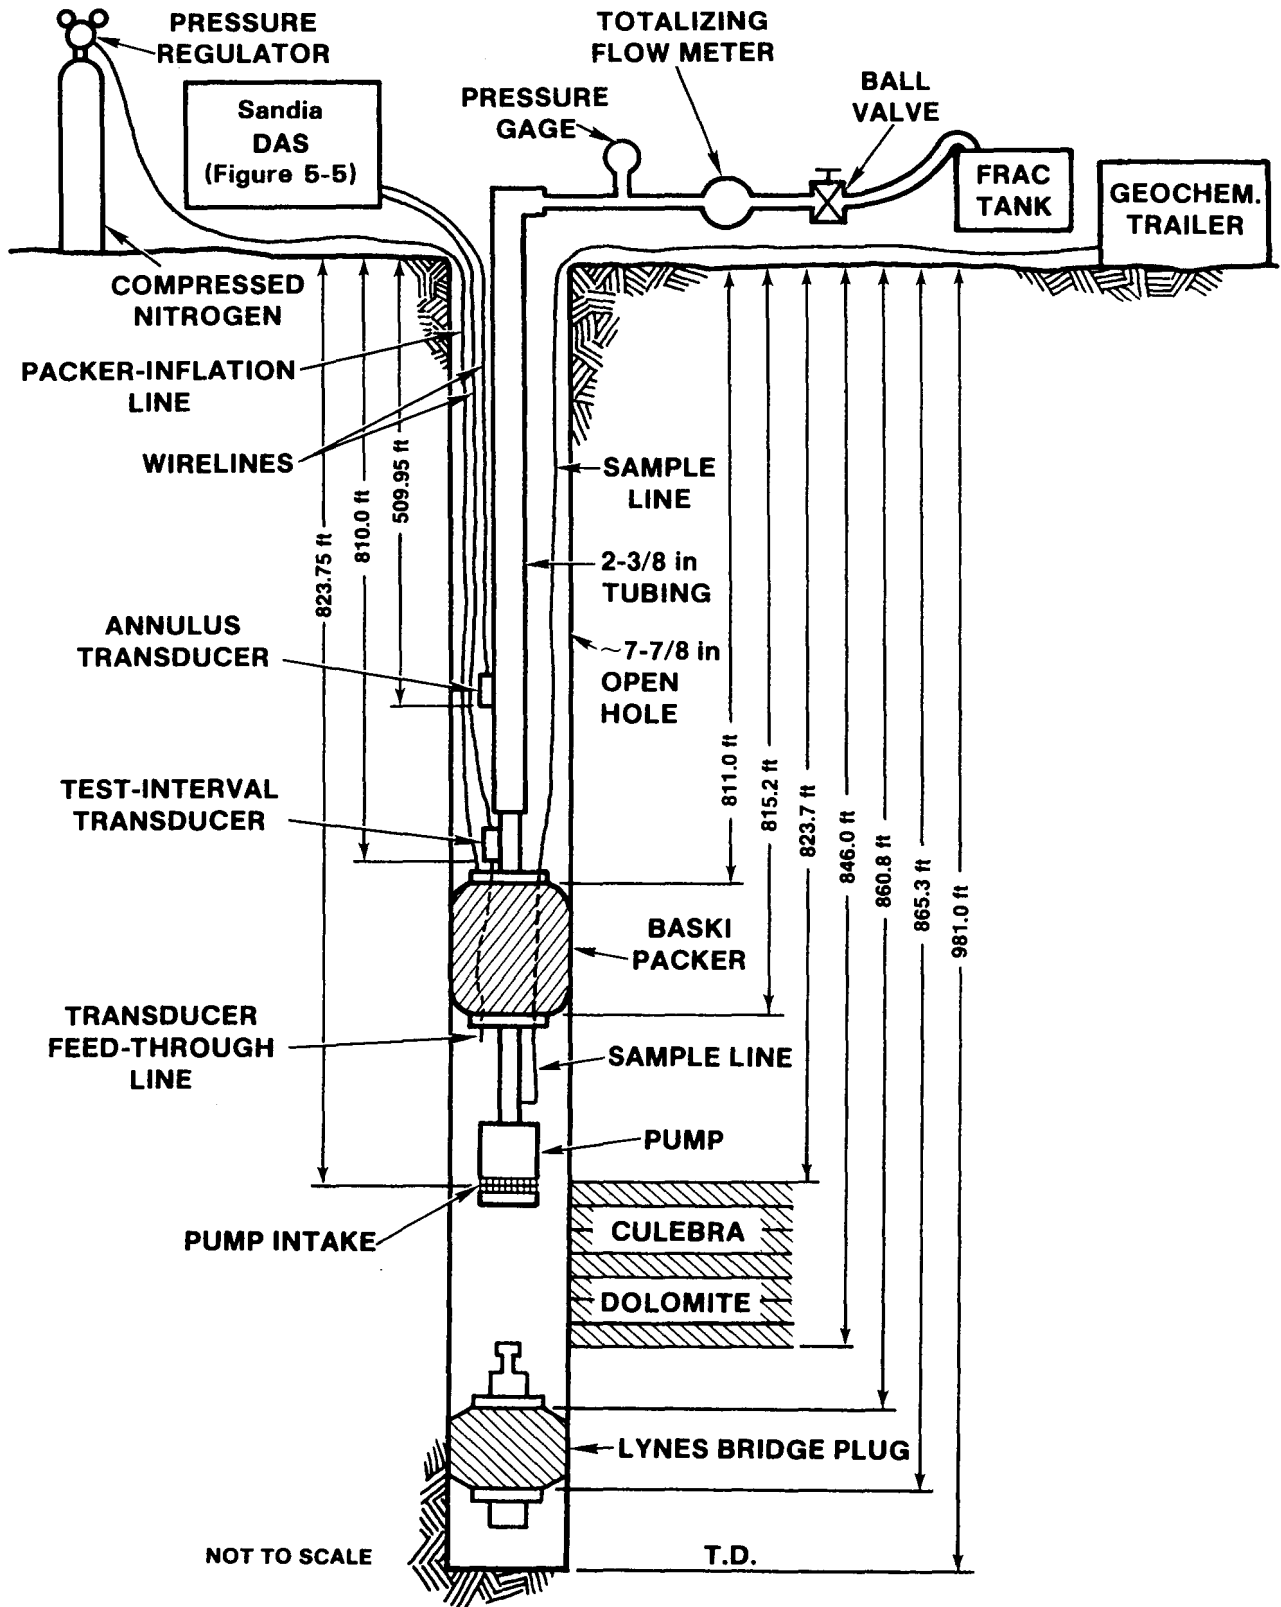 PRESSURE
REGULATOR
TOTALIZING
FLOW METER
BALL
VALVE
PRESSURE
GAGE
Sandia
DAS
(Figure 5-5)
FRAC
TANK
GEOCHEM.
TRAILER
COMPRESSED
NITROGEN
PACKER-INFLATION
LINE
WIRELINES
823.75 ft
810.0 ft
509.95 ft
SAMPLE
LINE
2-3/8 in
TUBING
~7-7/8 in
OPEN
HOLE
ANNULUS
TRANSDUCER
TEST-INTERVAL
TRANSDUCER
811.0 ft
815.2 ft
823.7 ft
846.0 ft
860.8 ft
865.3 ft
981.0 ft
BASKI
PACKER
TRANSDUCER
FEED-THROUGH
LINE
SAMPLE LINE
PUMP
PUMP INTAKE
CULEBRA
DOLOMITE
LYNES BRIDGE PLUG
NOT TO SCALE
T.D.